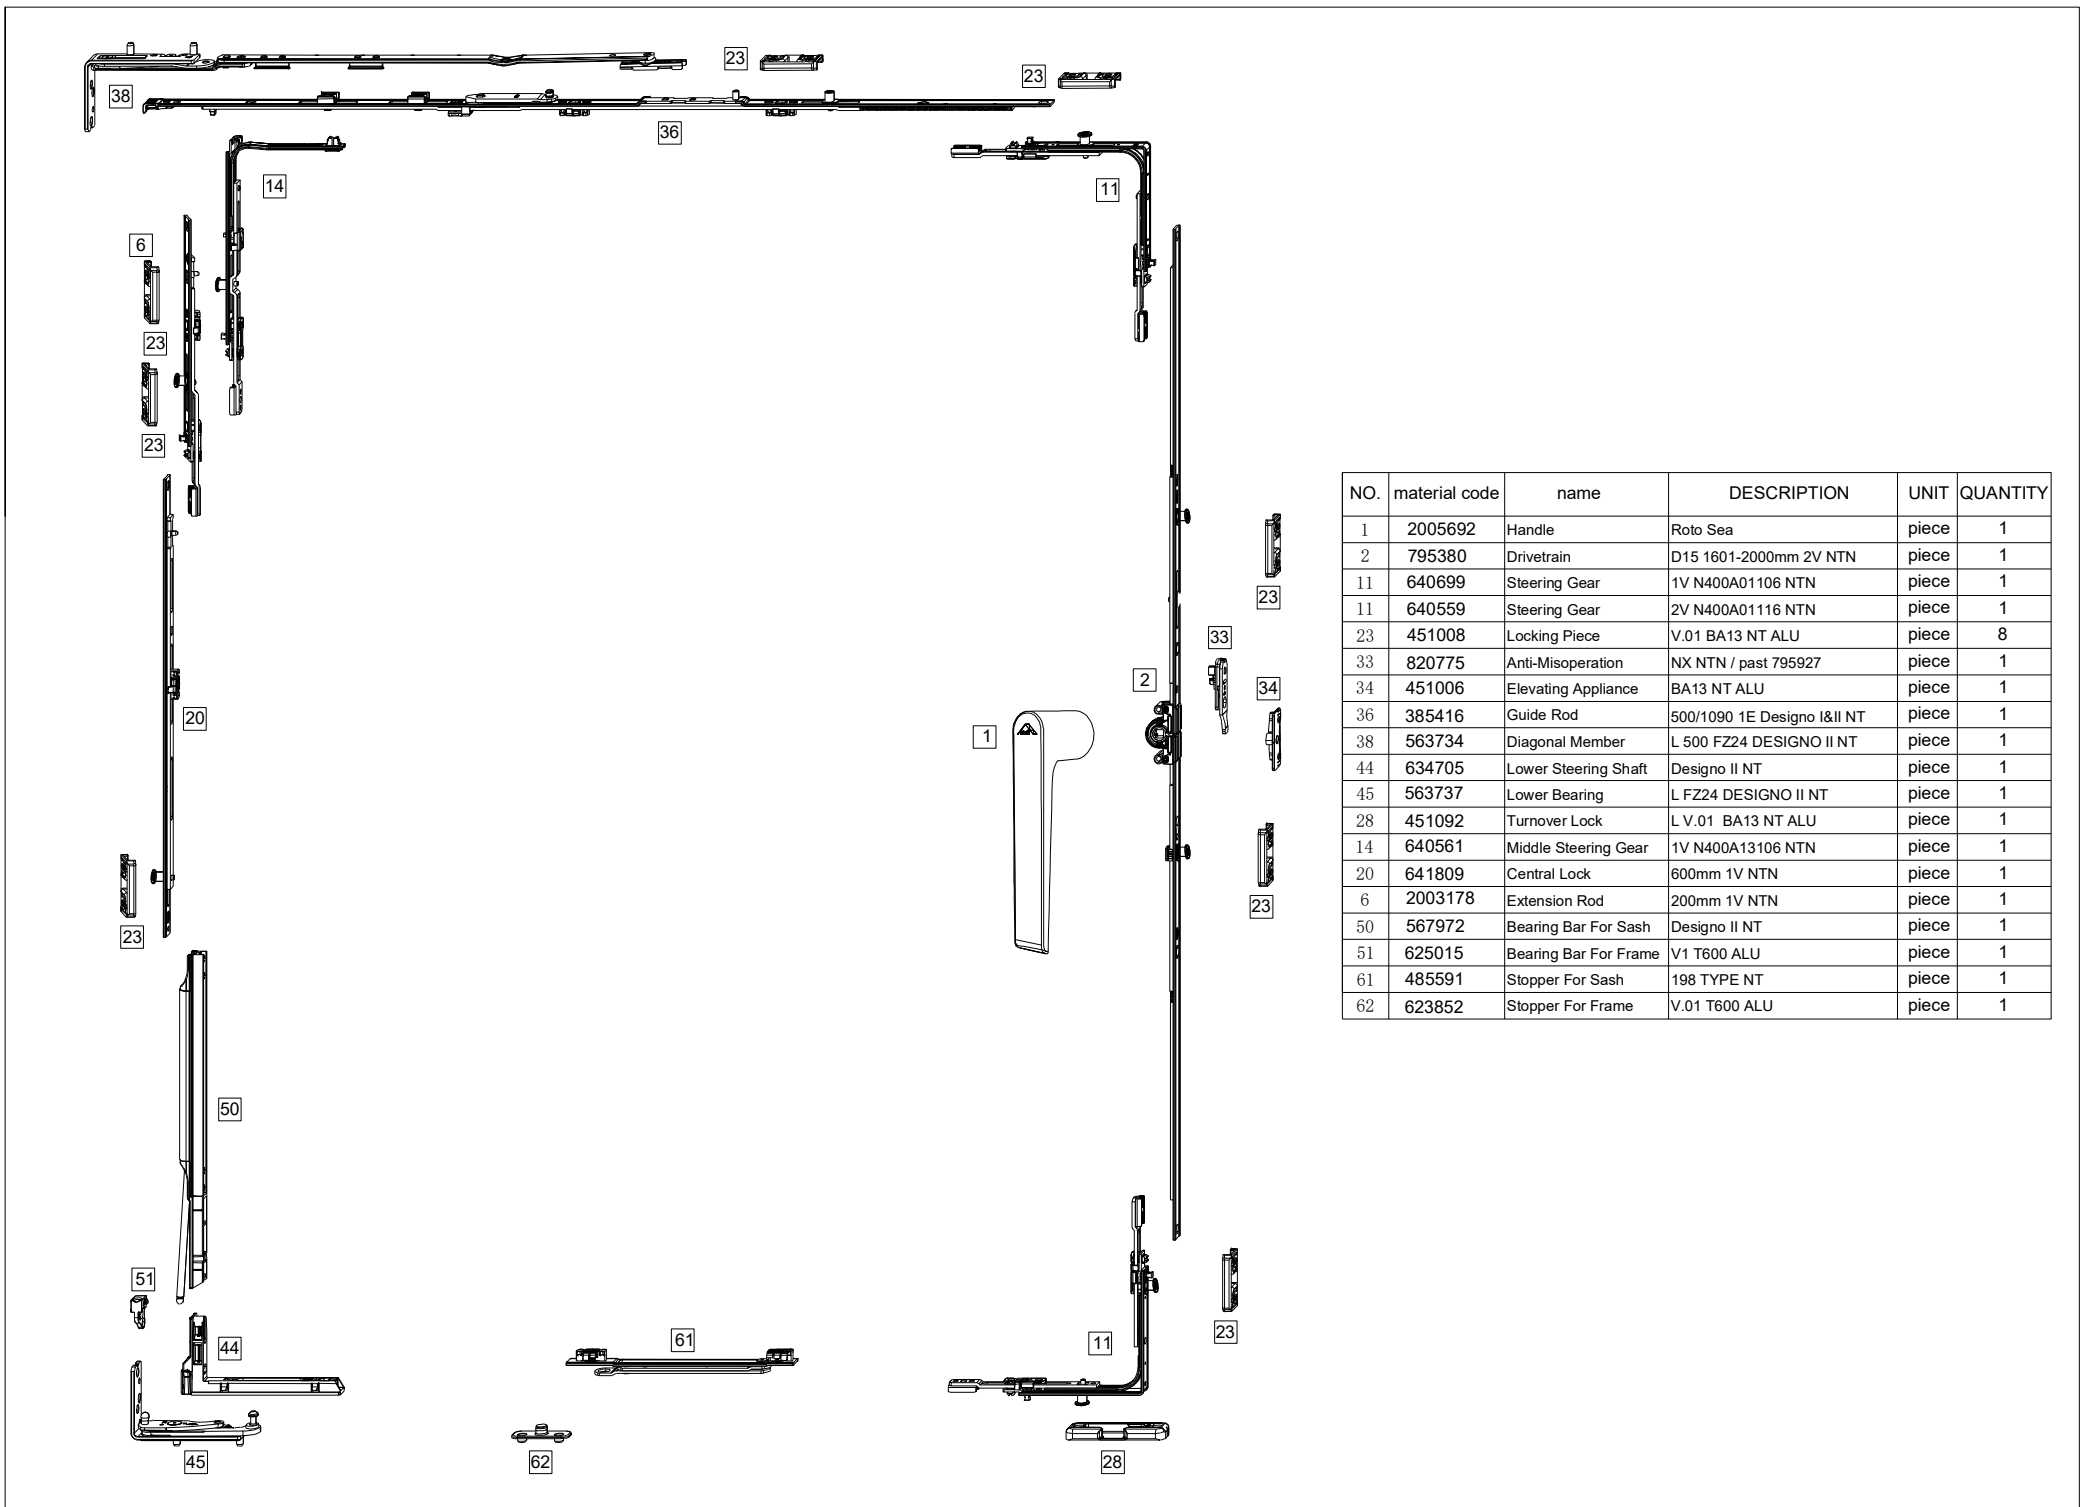 23
23
38
36
14
11
6
23
23
20
23
50
51
44
45
61
62
11
28
23
1
2
33
34
23
23
NO. material code name DESCRIPTION UNIT QUANTITY
1 2005692 Handle Roto Sea piece 1
2 795380 Drivetrain D15 1601-2000mm 2V NTN piece 1
11 640699 Steering Gear 1V N400A01106 NTN piece 1
11 640559 Steering Gear 2V N400A01116 NTN piece 1
23 451008 Locking Piece V.01 BA13 NT ALU piece 8
33 820775 Anti-Misoperation NX NTN / past 795927 piece 1
34 451006 Elevating Appliance BA13 NT ALU piece 1
36 385416 Guide Rod 500/1090 1E Designo I&II NT piece 1
38 563734 Diagonal Member L 500 FZ24 DESIGNO II NT piece 1
44 634705 Lower Steering Shaft Designo II NT piece 1
45 563737 Lower Bearing L FZ24 DESIGNO II NT piece 1
28 451092 Turnover Lock L V.01 BA13 NT ALU piece 1
14 640561 Middle Steering Gear 1V N400A13106 NTN piece 1
20 641809 Central Lock 600mm 1V NTN piece 1
6 2003178 Extension Rod 200mm 1V NTN piece 1
50 567972 Bearing Bar For Sash Designo II NT piece 1
51 625015 Bearing Bar For Frame V1 T600 ALU piece 1
61 485591 Stopper For Sash 198 TYPE NT piece 1
62 623852 Stopper For Frame V.01 T600 ALU piece 1